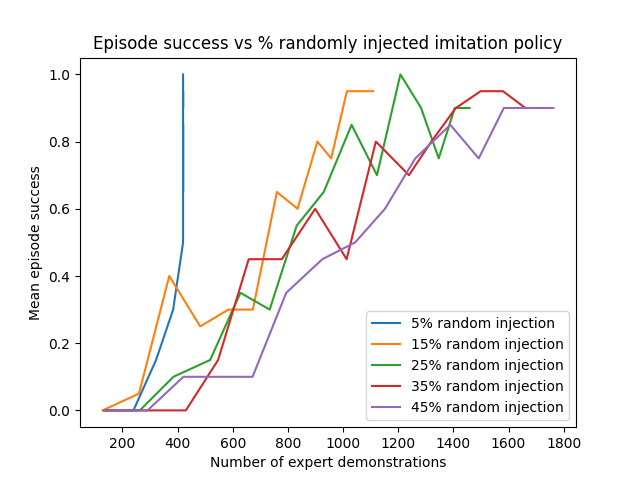 Episode success vs % randomly injected imitation policy
Mean episode success
1.0
0.8
0.6
0.4
0.2
0.0
5% random injection
15% random injection
25% random injection
35% random injection
45% random injection
200 400 600 800 1000 1200 1400 1600 1800
Number of expert demonstrations